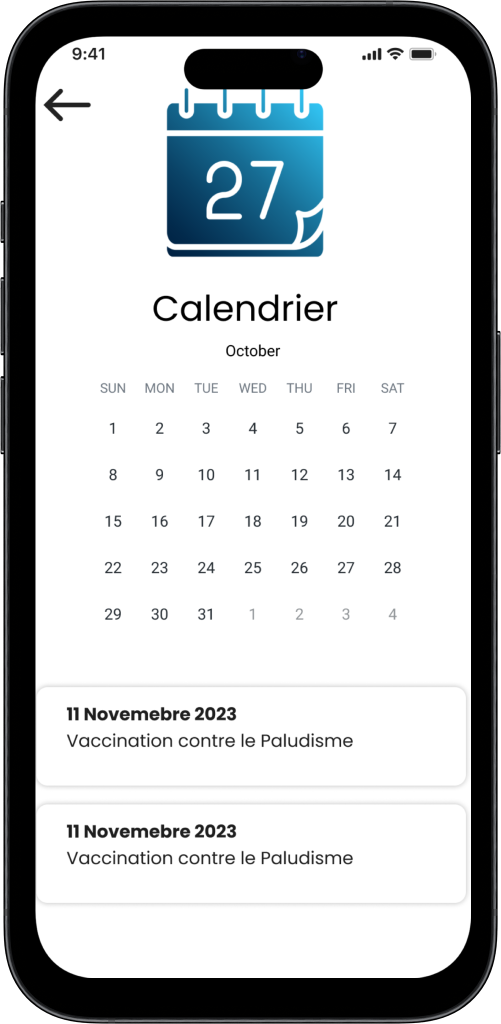 9:41
27
Calendrier
October
SUN MON TUE WED THU FRI SAT
1 2 3 4 5 6 7
8 9 10 11 12 13 14
15 16 17 18 19 20 21
22 23 24 25 26 27 28
29 30 31 1 2 3 4
11 Novemebre 2023
Vaccination contre le Paludisme
11 Novemebre 2023
Vaccination contre le Paludisme